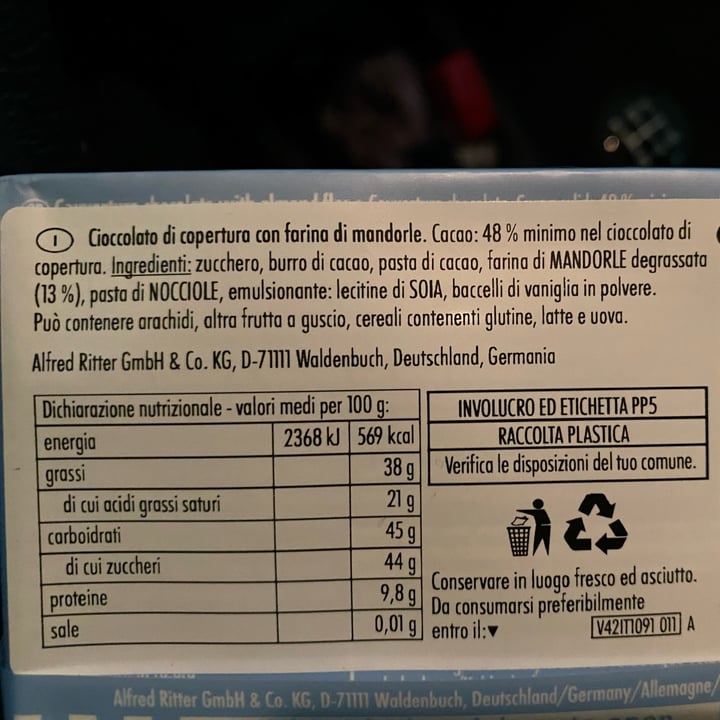 I Cioccolato di copertura con farina di mandorle. Cacao: 48 % minimo nel cioccolato di
copertura. Ingredienti: zucchero, burro di cacao, pasta di cacao, farina di MANDORLE degrassata
(13 %), pasta di NOCCIOLE, emulsionante: lecitine di SOIA, baccelli di vaniglia in polvere.
Può contenere arachidi, altra frutta a guscio, cereali contenenti glutine, latte e uova.
Alfred Ritter GmbH & Co. KG, D-71111 Waldenbuch, Deutschland, Germania
Dichiarazione nutrizionale - valori medi per 100 g:
energia 2368 kJ 569 kcal
grassi 38 g
di cui acidi grassi saturi 21 g
carboidrati 45 g
di cui zuccheri 44 g
proteine 9,8 g
sale 0,01 g
INVOLUCRO ED ETICHETTA PP5
RACCOLTA PLASTICA
Verifica le disposizioni del tuo comune.
Conservare in luogo fresco ed asciutto.
Da consumarsi preferibilmente
entro il:▼ V42IT1091 011 A
Alfred Ritter GmbH & Co. KG, D-71111 Waldenbuch, Deutschland/Germany/Allemagne/